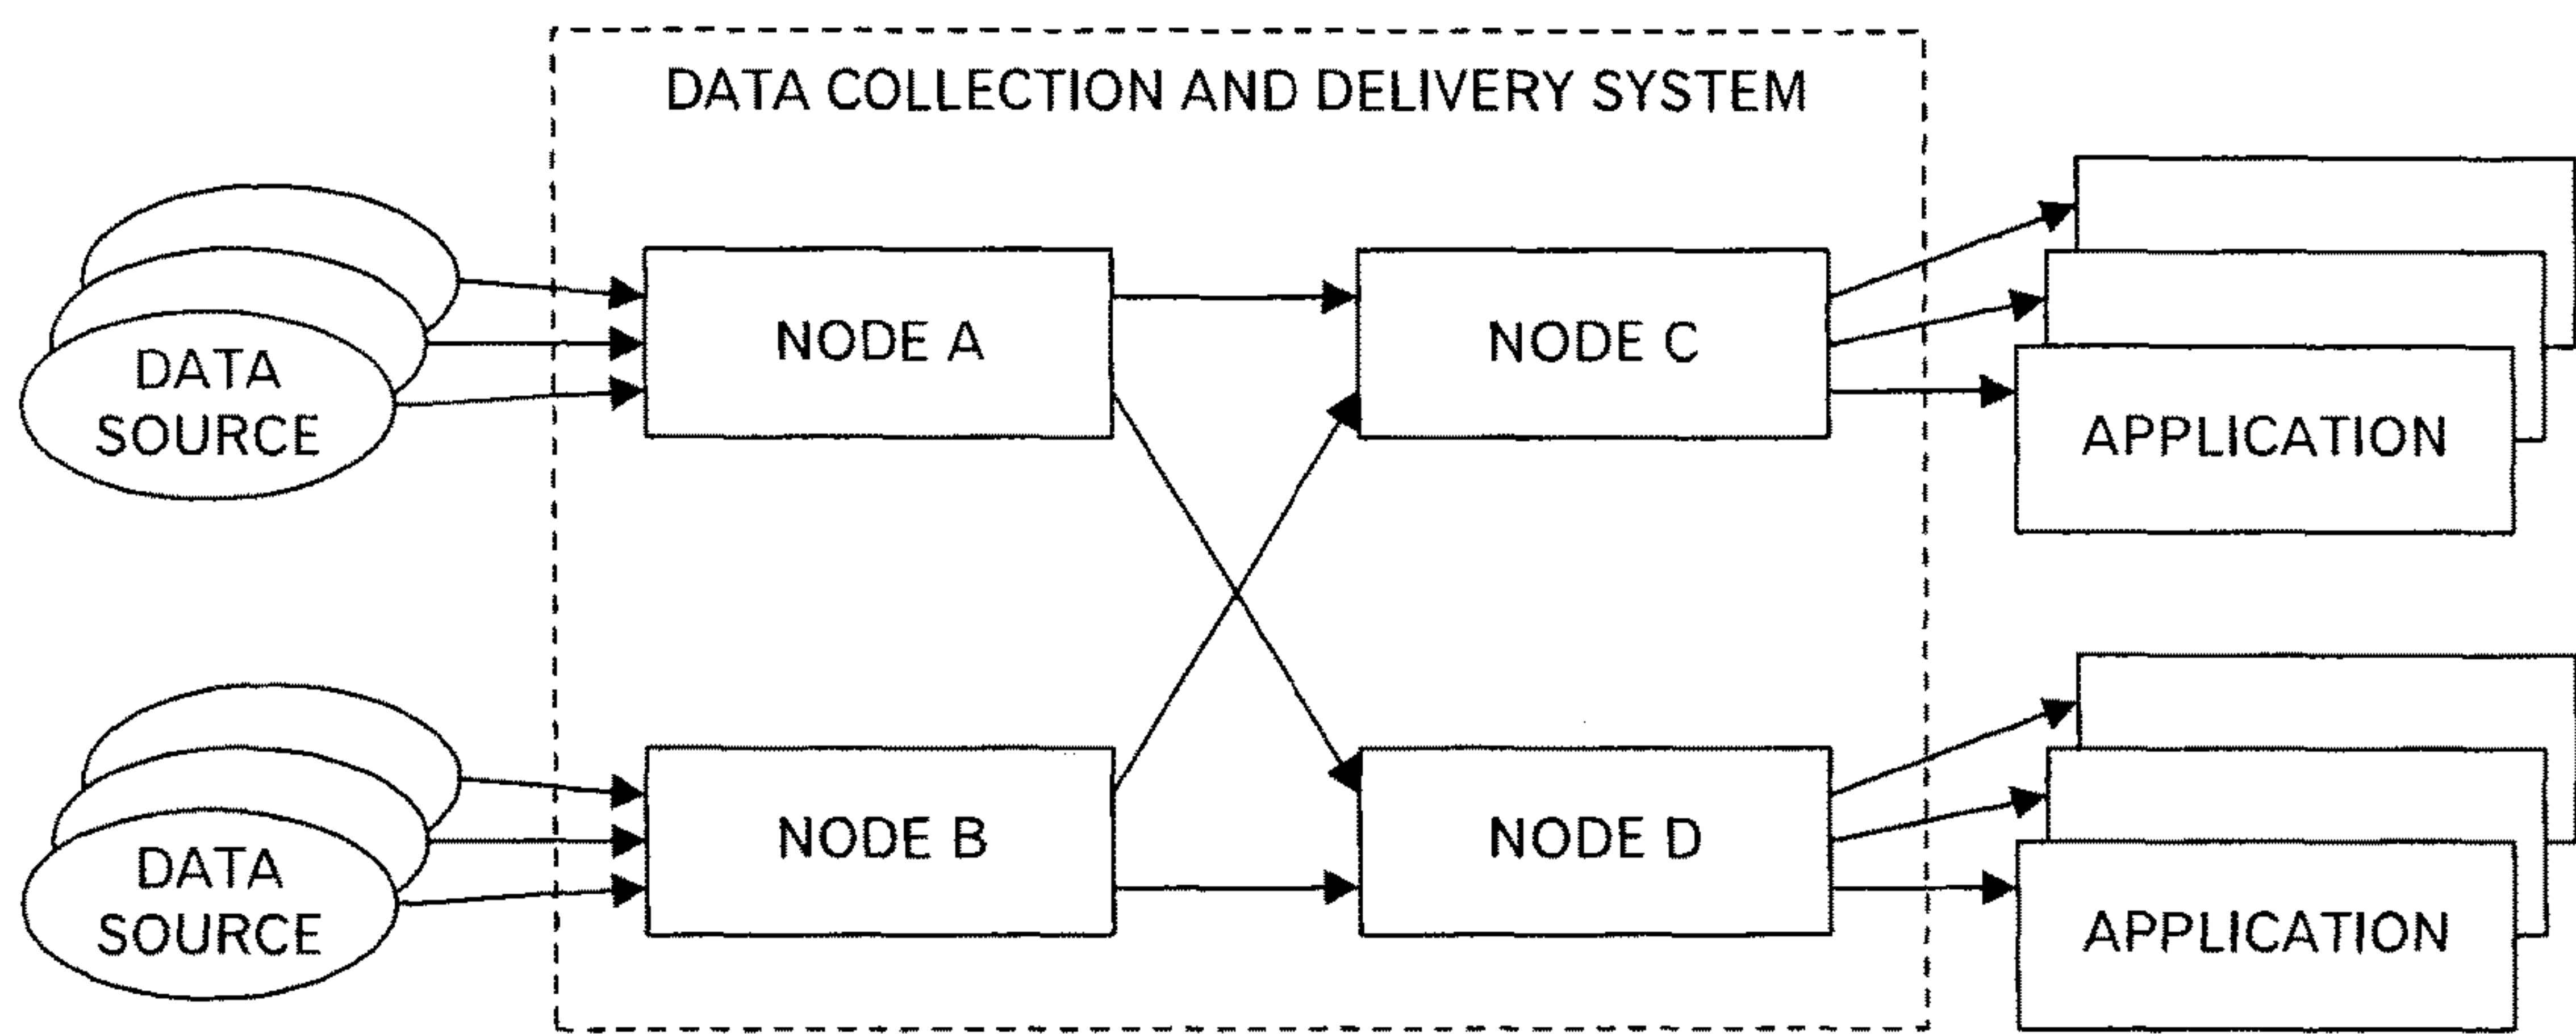 DATA COLLECTION AND DELIVERY SYSTEM
DATA
SOURCE
NODE A
NODE C
APPLICATION
DATA
SOURCE
NODE B
NODE D
APPLICATION